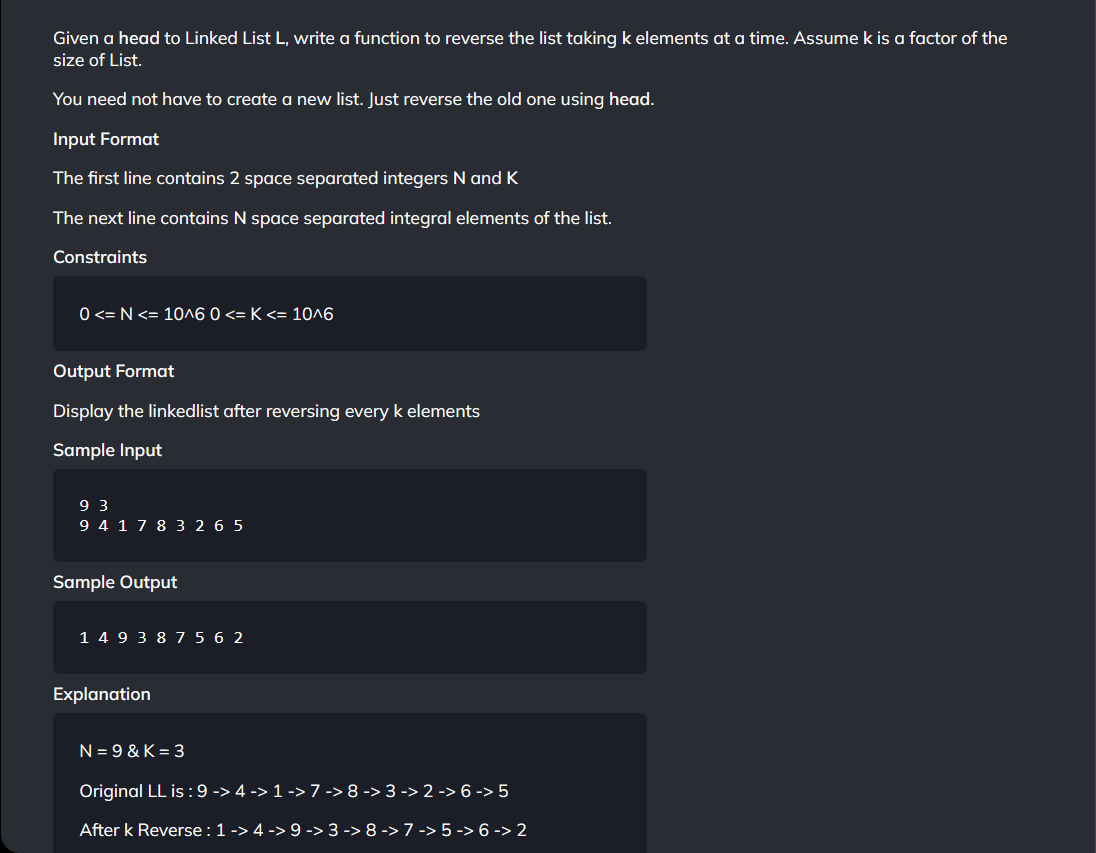 Given a head to Linked List L, write a function to reverse the list taking k elements at a time. Assume k is a factor of the
size of List.
You need not have to create a new list. Just reverse the old one using head.
Input Format
The first line contains 2 space separated integers N and K
The next line contains N space separated integral elements of the list.
Constraints
0 <= N <= 10^6 0 <= K <= 10^6
Output Format
Display the linkedlist after reversing every k elements
Sample Input
9 3
9 4 1 7 8 3 2 6 5
Sample Output
1 4 9 3 8 7 5 6 2
Explanation
N = 9 & K = 3
Original LL is : 9 -> 4 -> 1 -> 7 -> 8 -> 3 -> 2 -> 6 -> 5
After k Reverse : 1 -> 4 -> 9 -> 3 -> 8 -> 7 -> 5 -> 6 -> 2